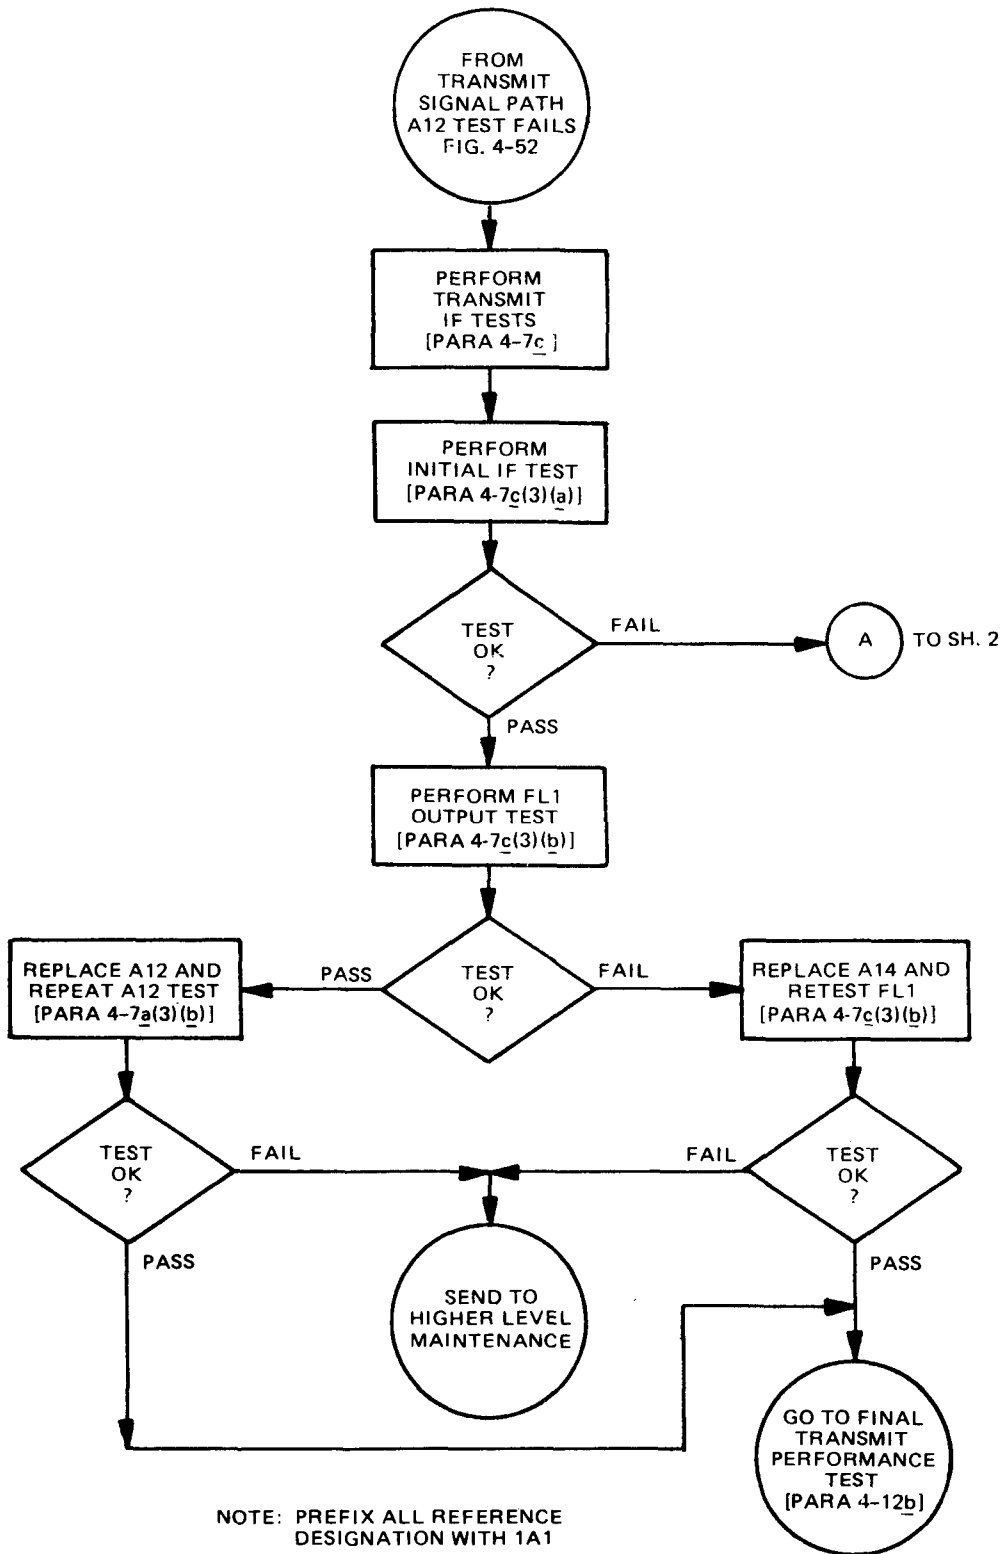 FROM
TRANSMIT
SIGNAL PATH
A12 TEST FAILS
FIG. 4-52
PERFORM
TRANSMIT
IF TESTS
[PARA 4-7c ]
PERFORM
INITIAL IF TEST
[PARA 4-7c(3)(a)]
TEST
OK
?
FAIL
A
TO SH. 2
PASS
PERFORM FL1
OUTPUT TEST
[PARA 4-7c(3)(b)]
TEST
OK
?
PASS
FAIL
REPLACE A12 AND
REPEAT A12 TEST
[PARA 4-7a(3)(b)]
REPLACE A14 AND
RETEST FL1
[PARA 4-7c(3)(b)]
TEST
OK
?
FAIL
FAIL
TEST
OK
?
PASS
PASS
SEND TO
HIGHER LEVEL
MAINTENANCE
GO TO FINAL
TRANSMIT
PERFORMANCE
TEST
[PARA 4-12b]
NOTE: PREFIX ALL REFERENCE
DESIGNATION WITH 1A1